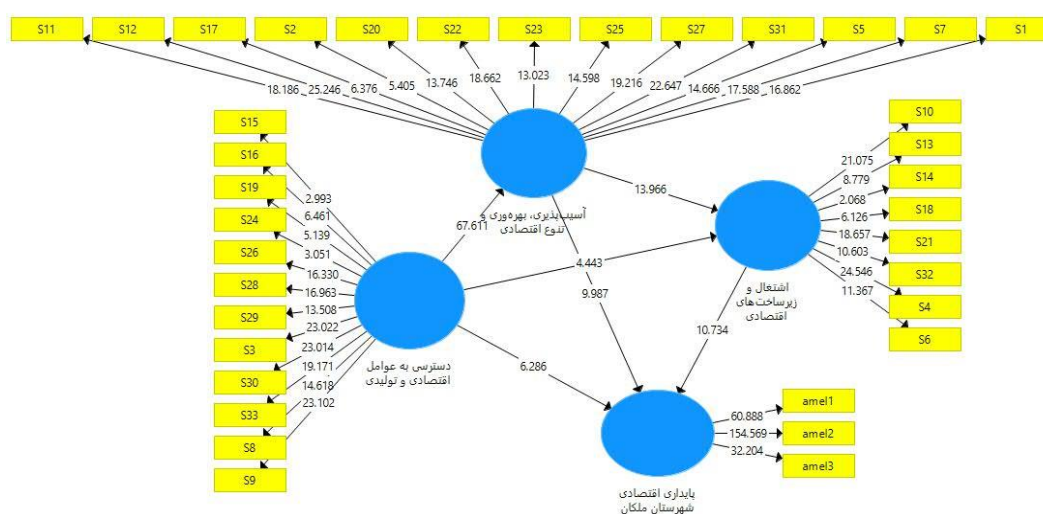 S11 S12 S17 S2 S20 S22 S23 S25 S27 S31 S5 S7 S1
18.186 25.246 6.376 5.405 13.746 18.662 13.023 14.598 19.216 22.647 14.666 17.588 16.862
S15
S16
S19
S24
S26
S28
S29
S3
S30
S33
S8
S9
2.993
6.461
5.139
3.051
16.330
16.963
13.508
23.022
23.014
19.171
14.618
23.102
دسترسی به عوامل
اقتصادی و تولیدی
67.611
آسیب‌پذیری، بهره‌وری و
تنوع اقتصادی
13.966
4.443
9.987
6.286
10.734
اشتغال و
زیرساخت‌های
اقتصادی
21.075
8.779
2.068
6.126
18.657
10.603
24.546
11.367
S10
S13
S14
S18
S21
S32
S4
S6
پایداری اقتصادی
شهرستان ملکان
60.888
154.569
32.204
amel1
amel2
amel3